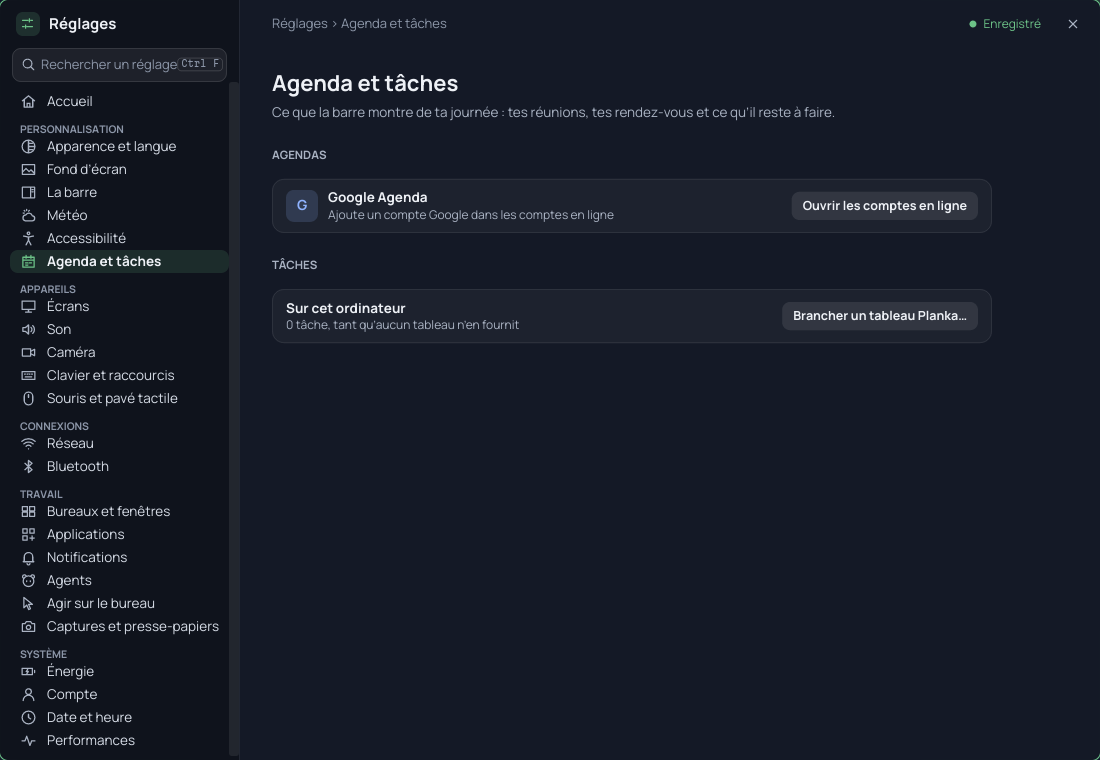 Réglages
Réglages › Agenda et tâches
Enregistré
Rechercher un réglage
Ctrl F
Accueil
PERSONNALISATION
Apparence et langue
Fond d'écran
La barre
Météo
Accessibilité
Agenda et tâches
APPAREILS
Écrans
Son
Caméra
Clavier et raccourcis
Souris et pavé tactile
CONNEXIONS
Réseau
Bluetooth
TRAVAIL
Bureaux et fenêtres
Applications
Notifications
Agents
Agir sur le bureau
Captures et presse-papiers
SYSTÈME
Énergie
Compte
Date et heure
Performances
Agenda et tâches
Ce que la barre montre de ta journée : tes réunions, tes rendez-vous et ce qu'il reste à faire.
AGENDAS
G
Google Agenda
Ajoute un compte Google dans les comptes en ligne
Ouvrir les comptes en ligne
TÂCHES
Sur cet ordinateur
0 tâche, tant qu'aucun tableau n'en fournit
Brancher un tableau Planka…